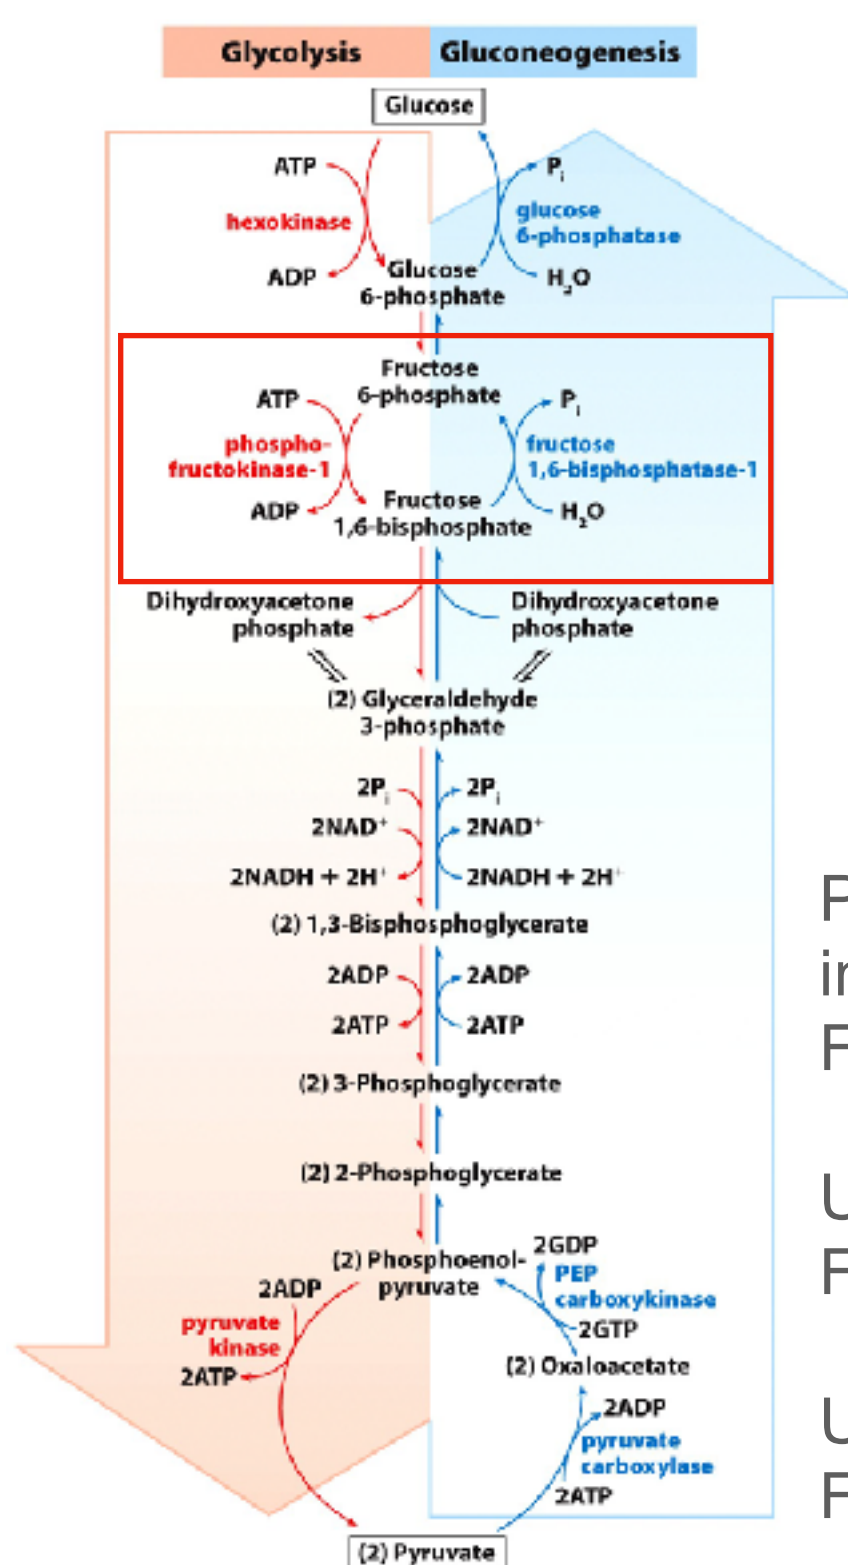 Glycolysis Gluconeogenesis
Glucose
ATP
Pi
hexokinase
glucose
6-phosphatase
ADP
Glucose
6-phosphate
H2O
Fructose
6-phosphate
ATP
Pi
phospho-
fructokinase-1
fructose
1,6-bisphosphatase-1
ADP
Fructose
1,6-bisphosphate
H2O
Dihydroxyacetone
phosphate
Dihydroxyacetone
phosphate
(2) Glyceraldehyde
3-phosphate
2Pi
2Pi
2NAD+
2NAD+
2NADH + 2H+
2NADH + 2H+
(2) 1,3-Bisphosphoglycerate
2ADP
2ADP
2ATP
2ATP
(2) 3-Phosphoglycerate
(2) 2-Phosphoglycerate
(2) Phosphoenol-
pyruvate
2GDP
PEP
carboxykinase
2GTP
2ADP
pyruvate
kinase
2ATP
(2) Oxaloacetate
2ADP
pyruvate
carboxylase
2ATP
(2) Pyruvate